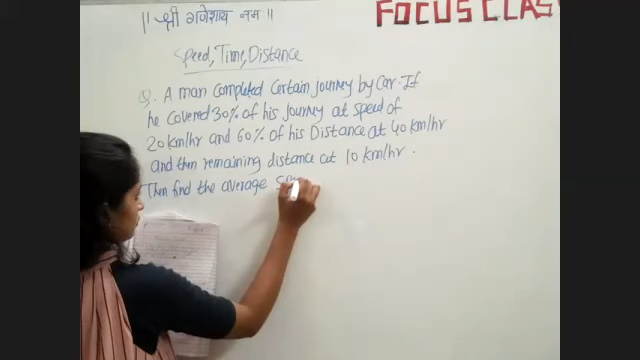 FOCUS CLAS
|| श्री गणेशाय नमः ||
Speed, Time, Distance
Q. A man completed certain journey by Car. If
he covered 30% of his journey at speed of
20 km/hr and 60% of his Distance at 40 km/hr
and then remaining distance at 10 km/hr.
Then find the average sp